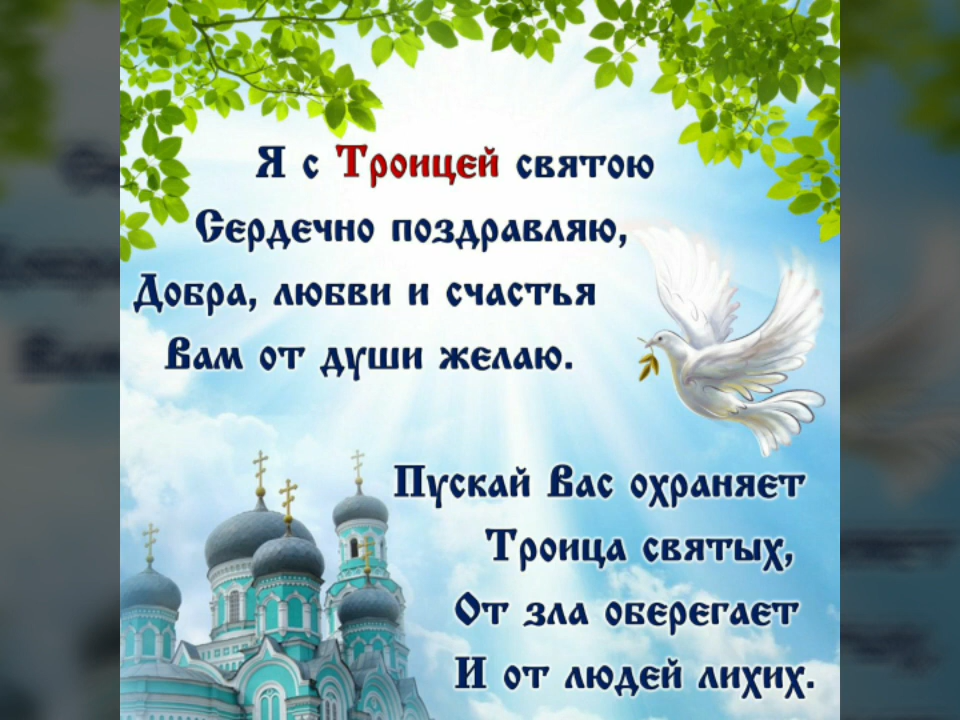 Я с Троицей святою
Сердечно поздравляю,
Добра, любви и счастья
Вам от души желаю.
Пускай Вас охраняет
Троица святых,
От зла оберегает
И от людей лихих.